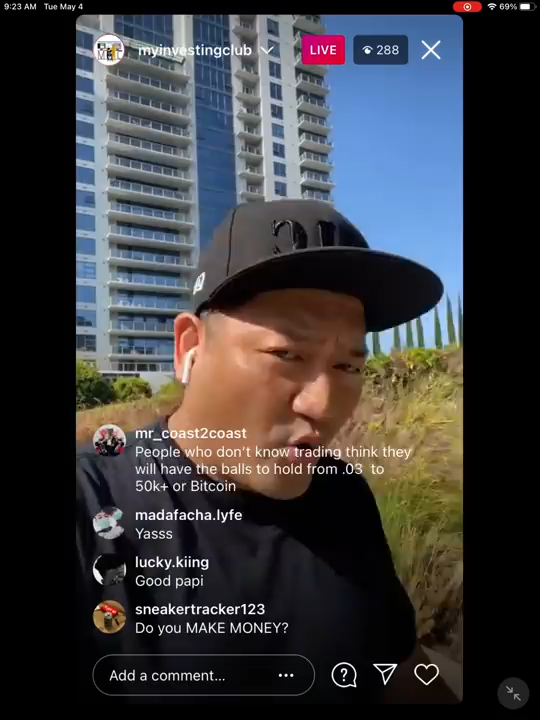 9:23 AM Tue May 4
69%
myinvestingclub
LIVE
288
mr_coast2coast
People who don't know trading think they
will have the balls to hold from .03 to
50k+ or Bitcoin
madafacha.lyfe
Yasss
lucky.kiing
Good papi
sneakertracker123
Do you MAKE MONEY?
Add a comment...